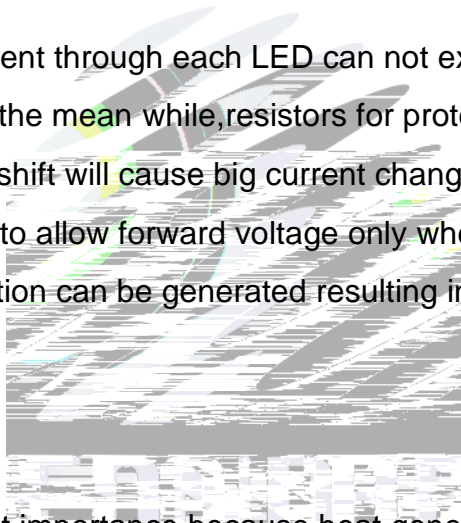 ent through each LED can not ex
the mean while,resistors for prote
shift will cause big current chang
to allow forward voltage only whe
tion can be generated resulting in
t importance because heat gene